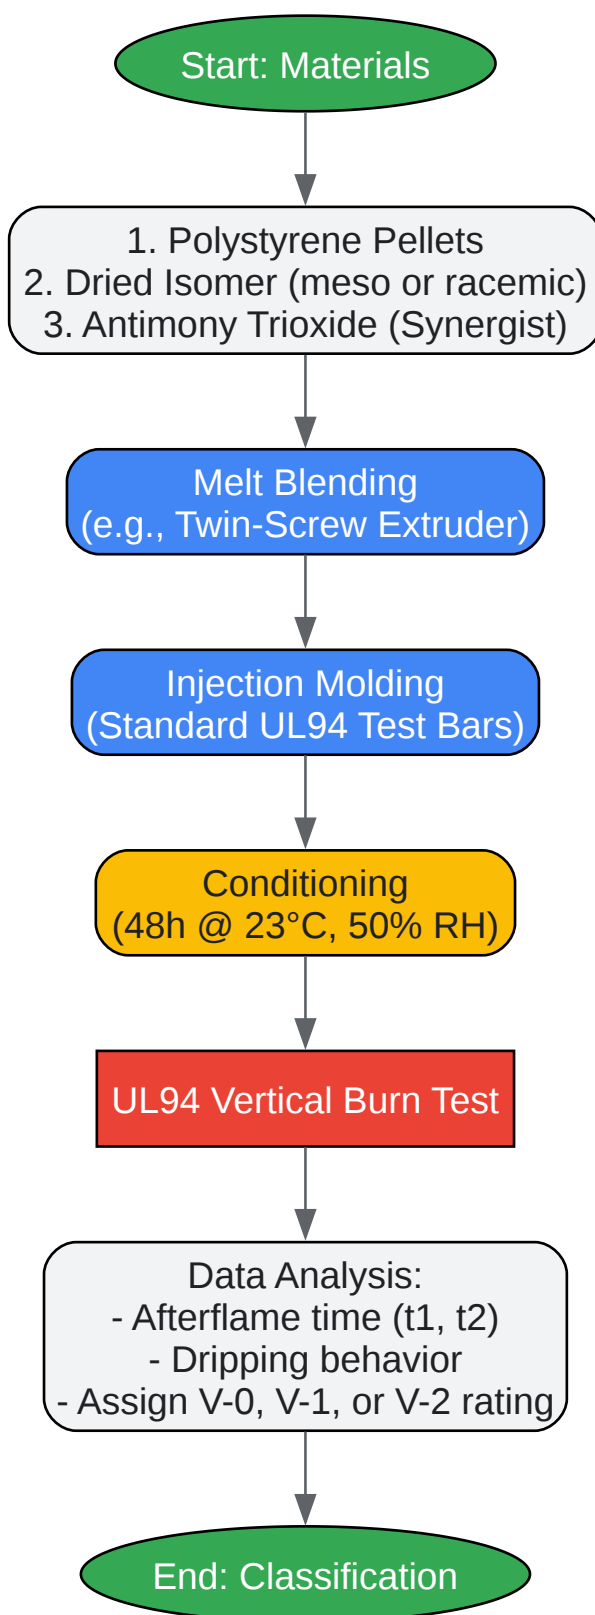 Start: Materials
1. Polystyrene Pellets
2. Dried Isomer (meso or racemic)
3. Antimony Trioxide (Synergist)
Melt Blending
(e.g., Twin-Screw Extruder)
Injection Molding
(Standard UL94 Test Bars)
Conditioning
(48h @ 23°C, 50% RH)
UL94 Vertical Burn Test
Data Analysis:
- Afterflame time (t1, t2)
- Dripping behavior
- Assign V-0, V-1, or V-2 rating
End: Classification